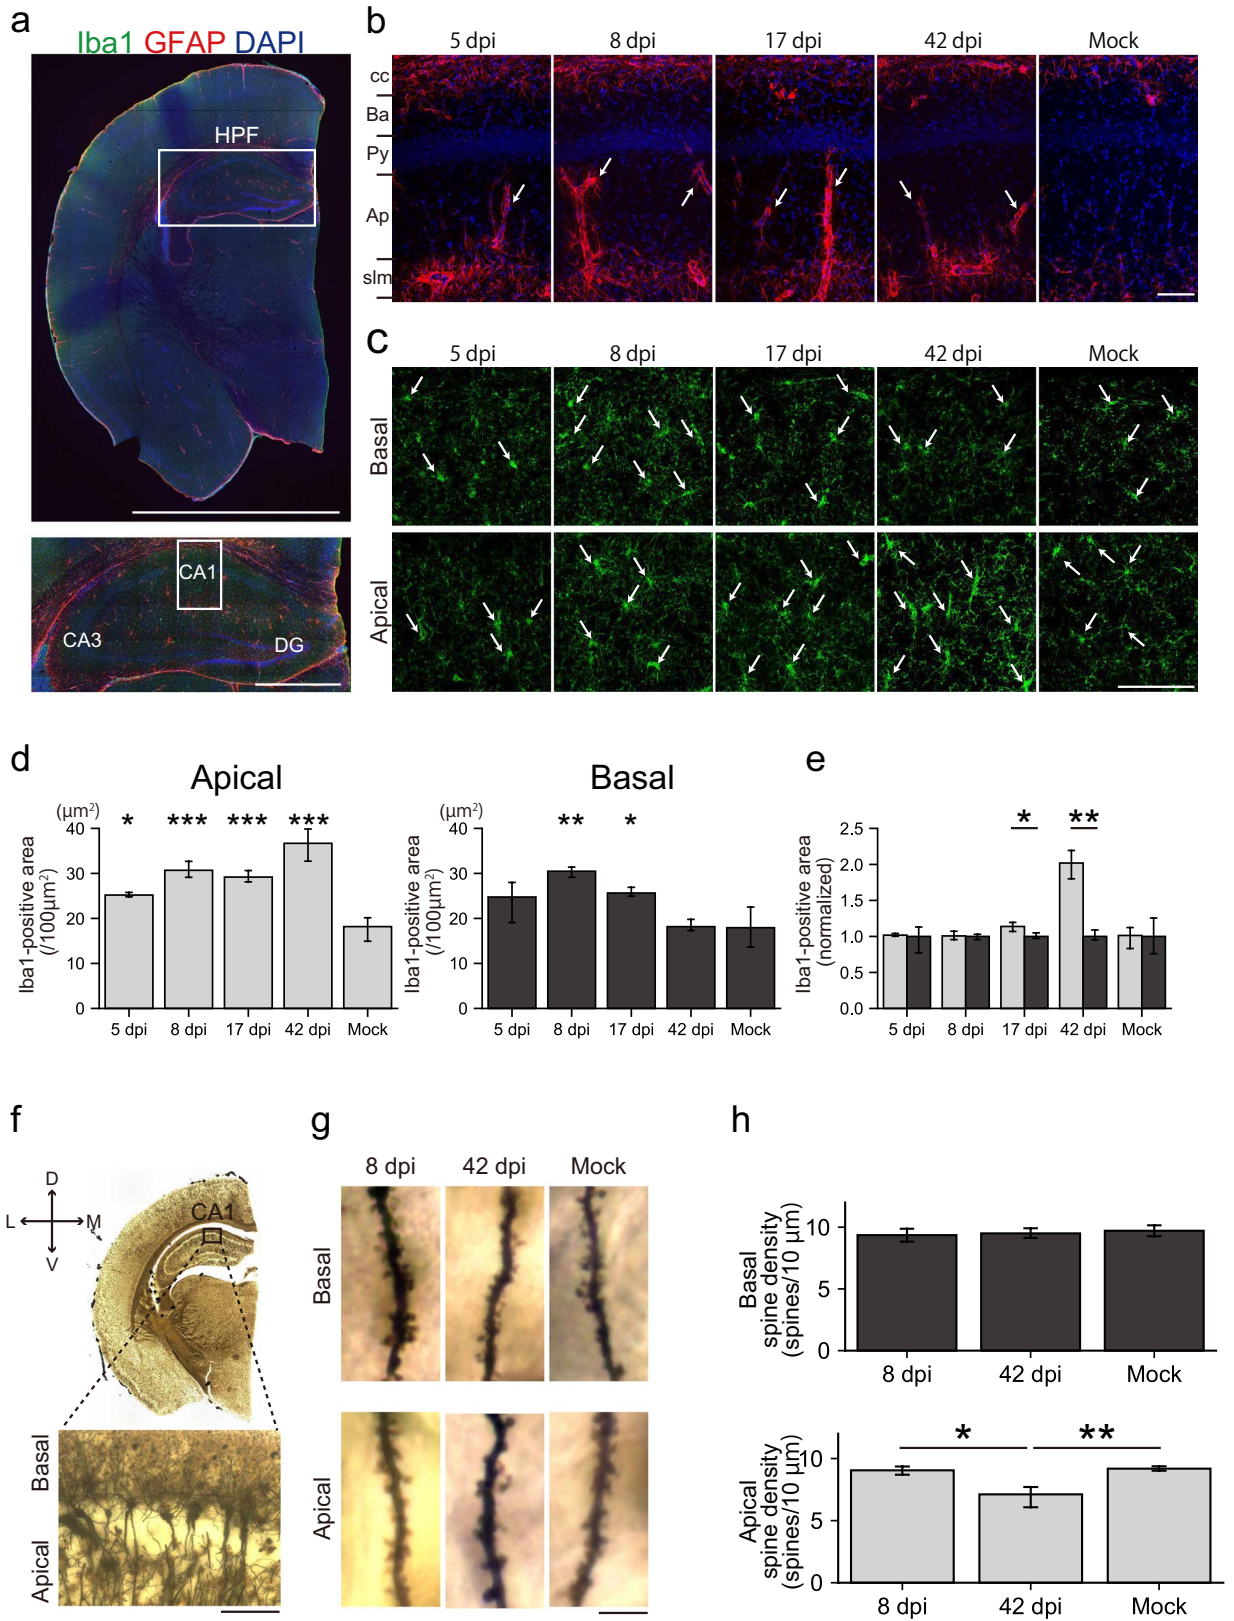 a
Iba1 GFAP DAPI
HPF
CA1
CA3
DG
b
5 dpi 8 dpi 17 dpi 42 dpi Mock
cc
Ba
Py
Ap
slm
c
5 dpi 8 dpi 17 dpi 42 dpi Mock
Basal
Apical
d
Apical
(μm²)
Iba1-positive area
(/100μm²)
* *** *** ***
40
30
20
10
0
5 dpi 8 dpi 17 dpi 42 dpi Mock
Basal
(μm²)
Iba1-positive area
(/100μm²)
** *
40
30
20
10
0
5 dpi 8 dpi 17 dpi 42 dpi Mock
e
Iba1-positive area
(normalized)
* **
2.5
2.0
1.5
1.0
0.5
0.0
5 dpi 8 dpi 17 dpi 42 dpi Mock
f
D
L M
V
CA1
Basal
Apical
g
8 dpi 42 dpi Mock
Basal
Apical
h
Basal
spine density
(spines/10 μm)
10
5
0
8 dpi 42 dpi Mock
Apical
spine density
(spines/10 μm)
* **
10
5
0
8 dpi 42 dpi Mock